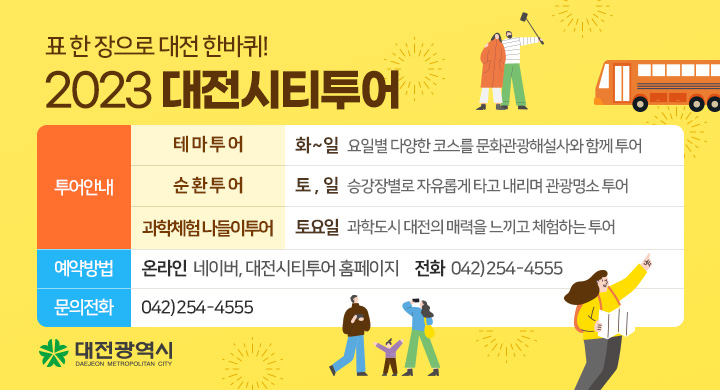 표 한 장으로 대전 한바퀴!
2023 대전시티투어
투어안내
테마투어 화~일 요일별 다양한 코스를 문화관광해설사와 함께 투어
순환투어 토, 일 승강장별로 자유롭게 타고 내리며 관광명소 투어
과학체험 나들이투어 토요일 과학도시 대전의 매력을 느끼고 체험하는 투어
예약방법 온라인 네이버, 대전시티투어 홈페이지 전화 042)254-4555
문의전화 042)254-4555
대전광역시
DAEJEON METROPOLITAN CITY